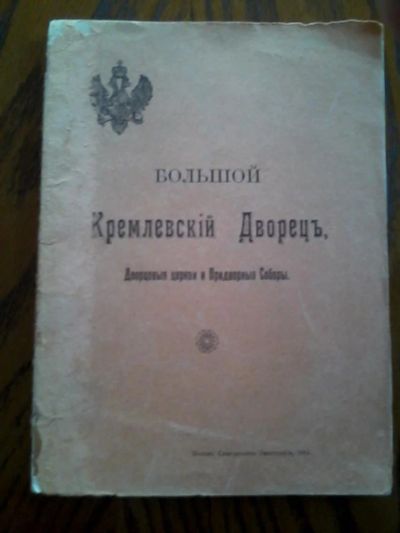 БОЛЬШОЙ
Кремлевскій Дворецъ,
Дворцовыя церкви и Придворные Соборы.